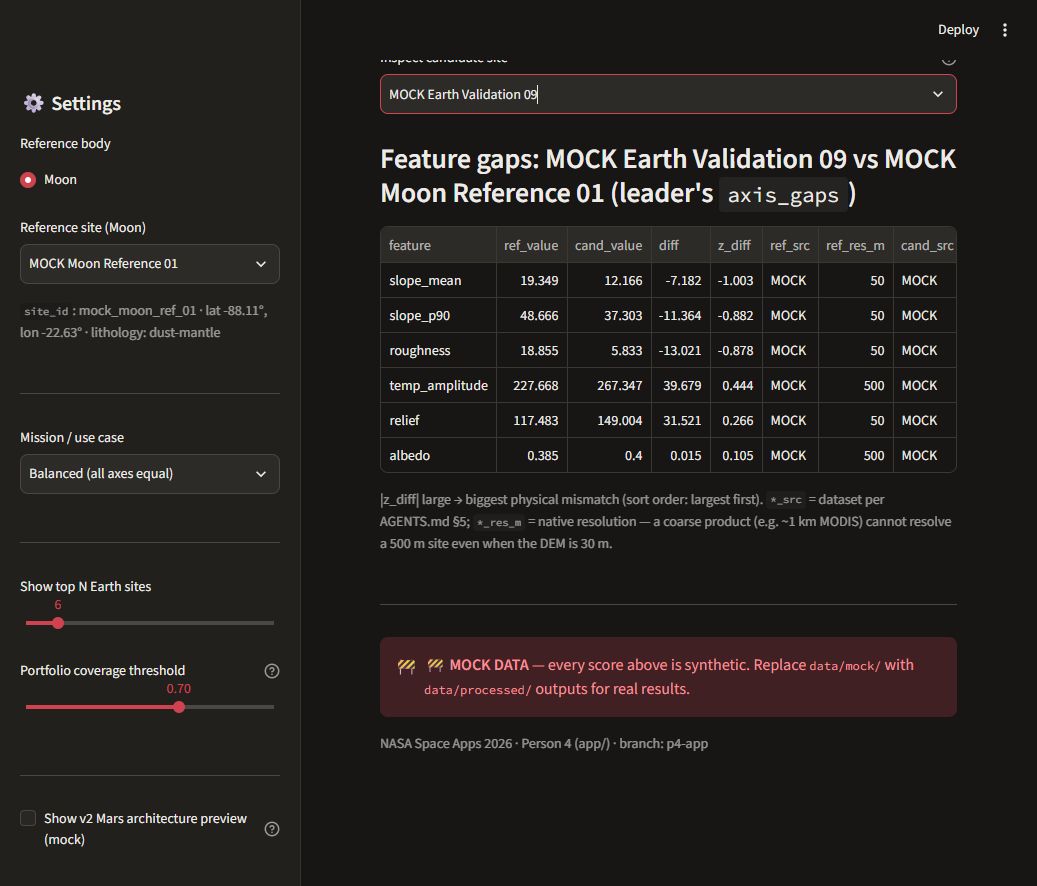 Deploy
Settings
Reference body
Moon
Reference site (Moon)
MOCK Moon Reference 01
site_id : mock_moon_ref_01 · lat -88.11°,
lon -22.63° · lithology: dust-mantle
Mission / use case
Balanced (all axes equal)
Show top N Earth sites
6
Portfolio coverage threshold
0.70
Show v2 Mars architecture preview
(mock)
Inspect candidate site
MOCK Earth Validation 09
Feature gaps: MOCK Earth Validation 09 vs MOCK
Moon Reference 01 (leader's axis_gaps )
feature ref_value cand_value diff z_diff ref_src ref_res_m cand_src
slope_mean 19.349 12.166 -7.182 -1.003 MOCK 50 MOCK
slope_p90 48.666 37.303 -11.364 -0.882 MOCK 50 MOCK
roughness 18.855 5.833 -13.021 -0.878 MOCK 50 MOCK
temp_amplitude 227.668 267.347 39.679 0.444 MOCK 500 MOCK
relief 117.483 149.004 31.521 0.266 MOCK 50 MOCK
albedo 0.385 0.4 0.015 0.105 MOCK 500 MOCK
|z_diff| large → biggest physical mismatch (sort order: largest first). *_src = dataset per
AGENTS.md §5; *_res_m = native resolution — a coarse product (e.g. ~1 km MODIS) cannot resolve
a 500 m site even when the DEM is 30 m.
MOCK DATA — every score above is synthetic. Replace data/mock/ with
data/processed/ outputs for real results.
NASA Space Apps 2026 · Person 4 (app/) · branch: p4-app